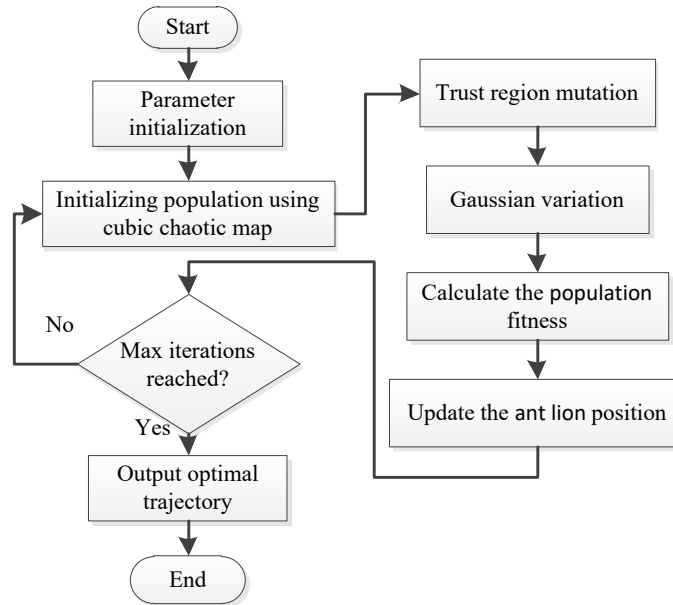 Start
Parameter
initialization
Initializing population using
cubic chaotic map
Trust region mutation
Gaussian variation
Calculate the population
fitness
Update the ant lion position
No
Max iterations
reached?
Yes
Output optimal
trajectory
End